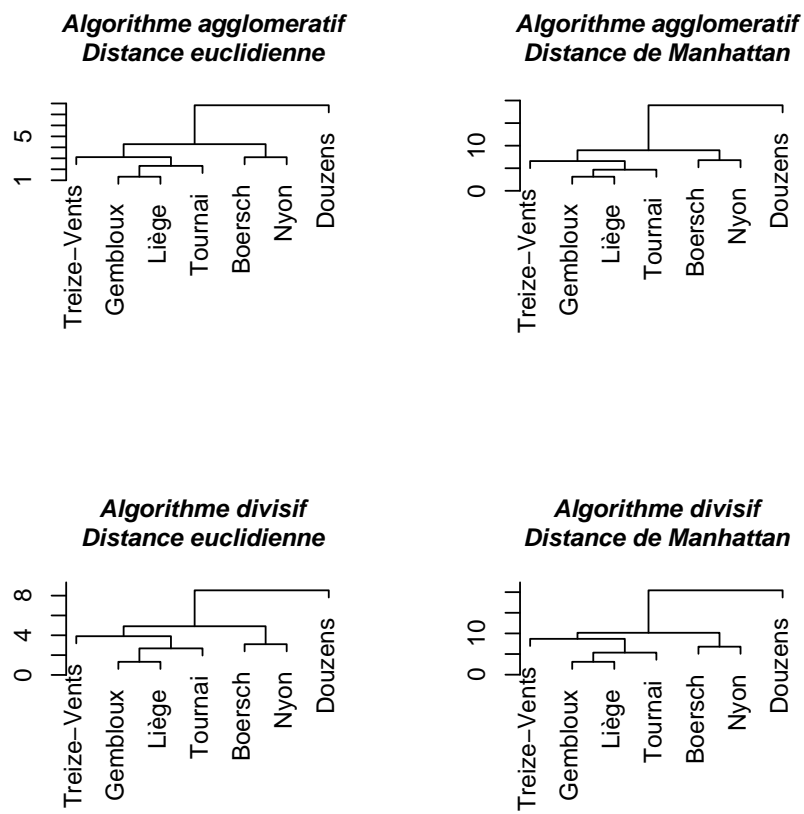 Algorithme agglomeratif
Distance euclidienne
1
5
Treize−Vents
Gembloux
Liège
Tournai
Boersch
Nyon
Douzens
Algorithme agglomeratif
Distance de Manhattan
0
10
Treize−Vents
Gembloux
Liège
Tournai
Boersch
Nyon
Douzens
Algorithme divisif
Distance euclidienne
0
4
8
Treize−Vents
Gembloux
Liège
Tournai
Boersch
Nyon
Douzens
Algorithme divisif
Distance de Manhattan
0
10
Treize−Vents
Gembloux
Liège
Tournai
Boersch
Nyon
Douzens